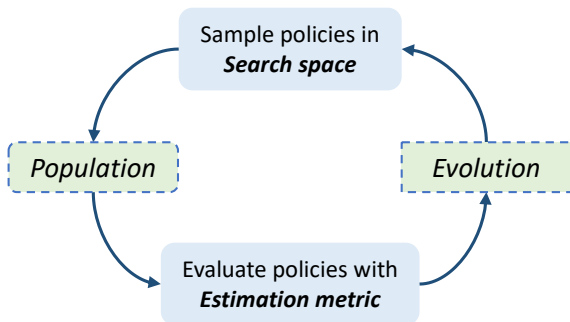 Sample policies in
Search space
Population
Evolution
Evaluate policies with
Estimation metric